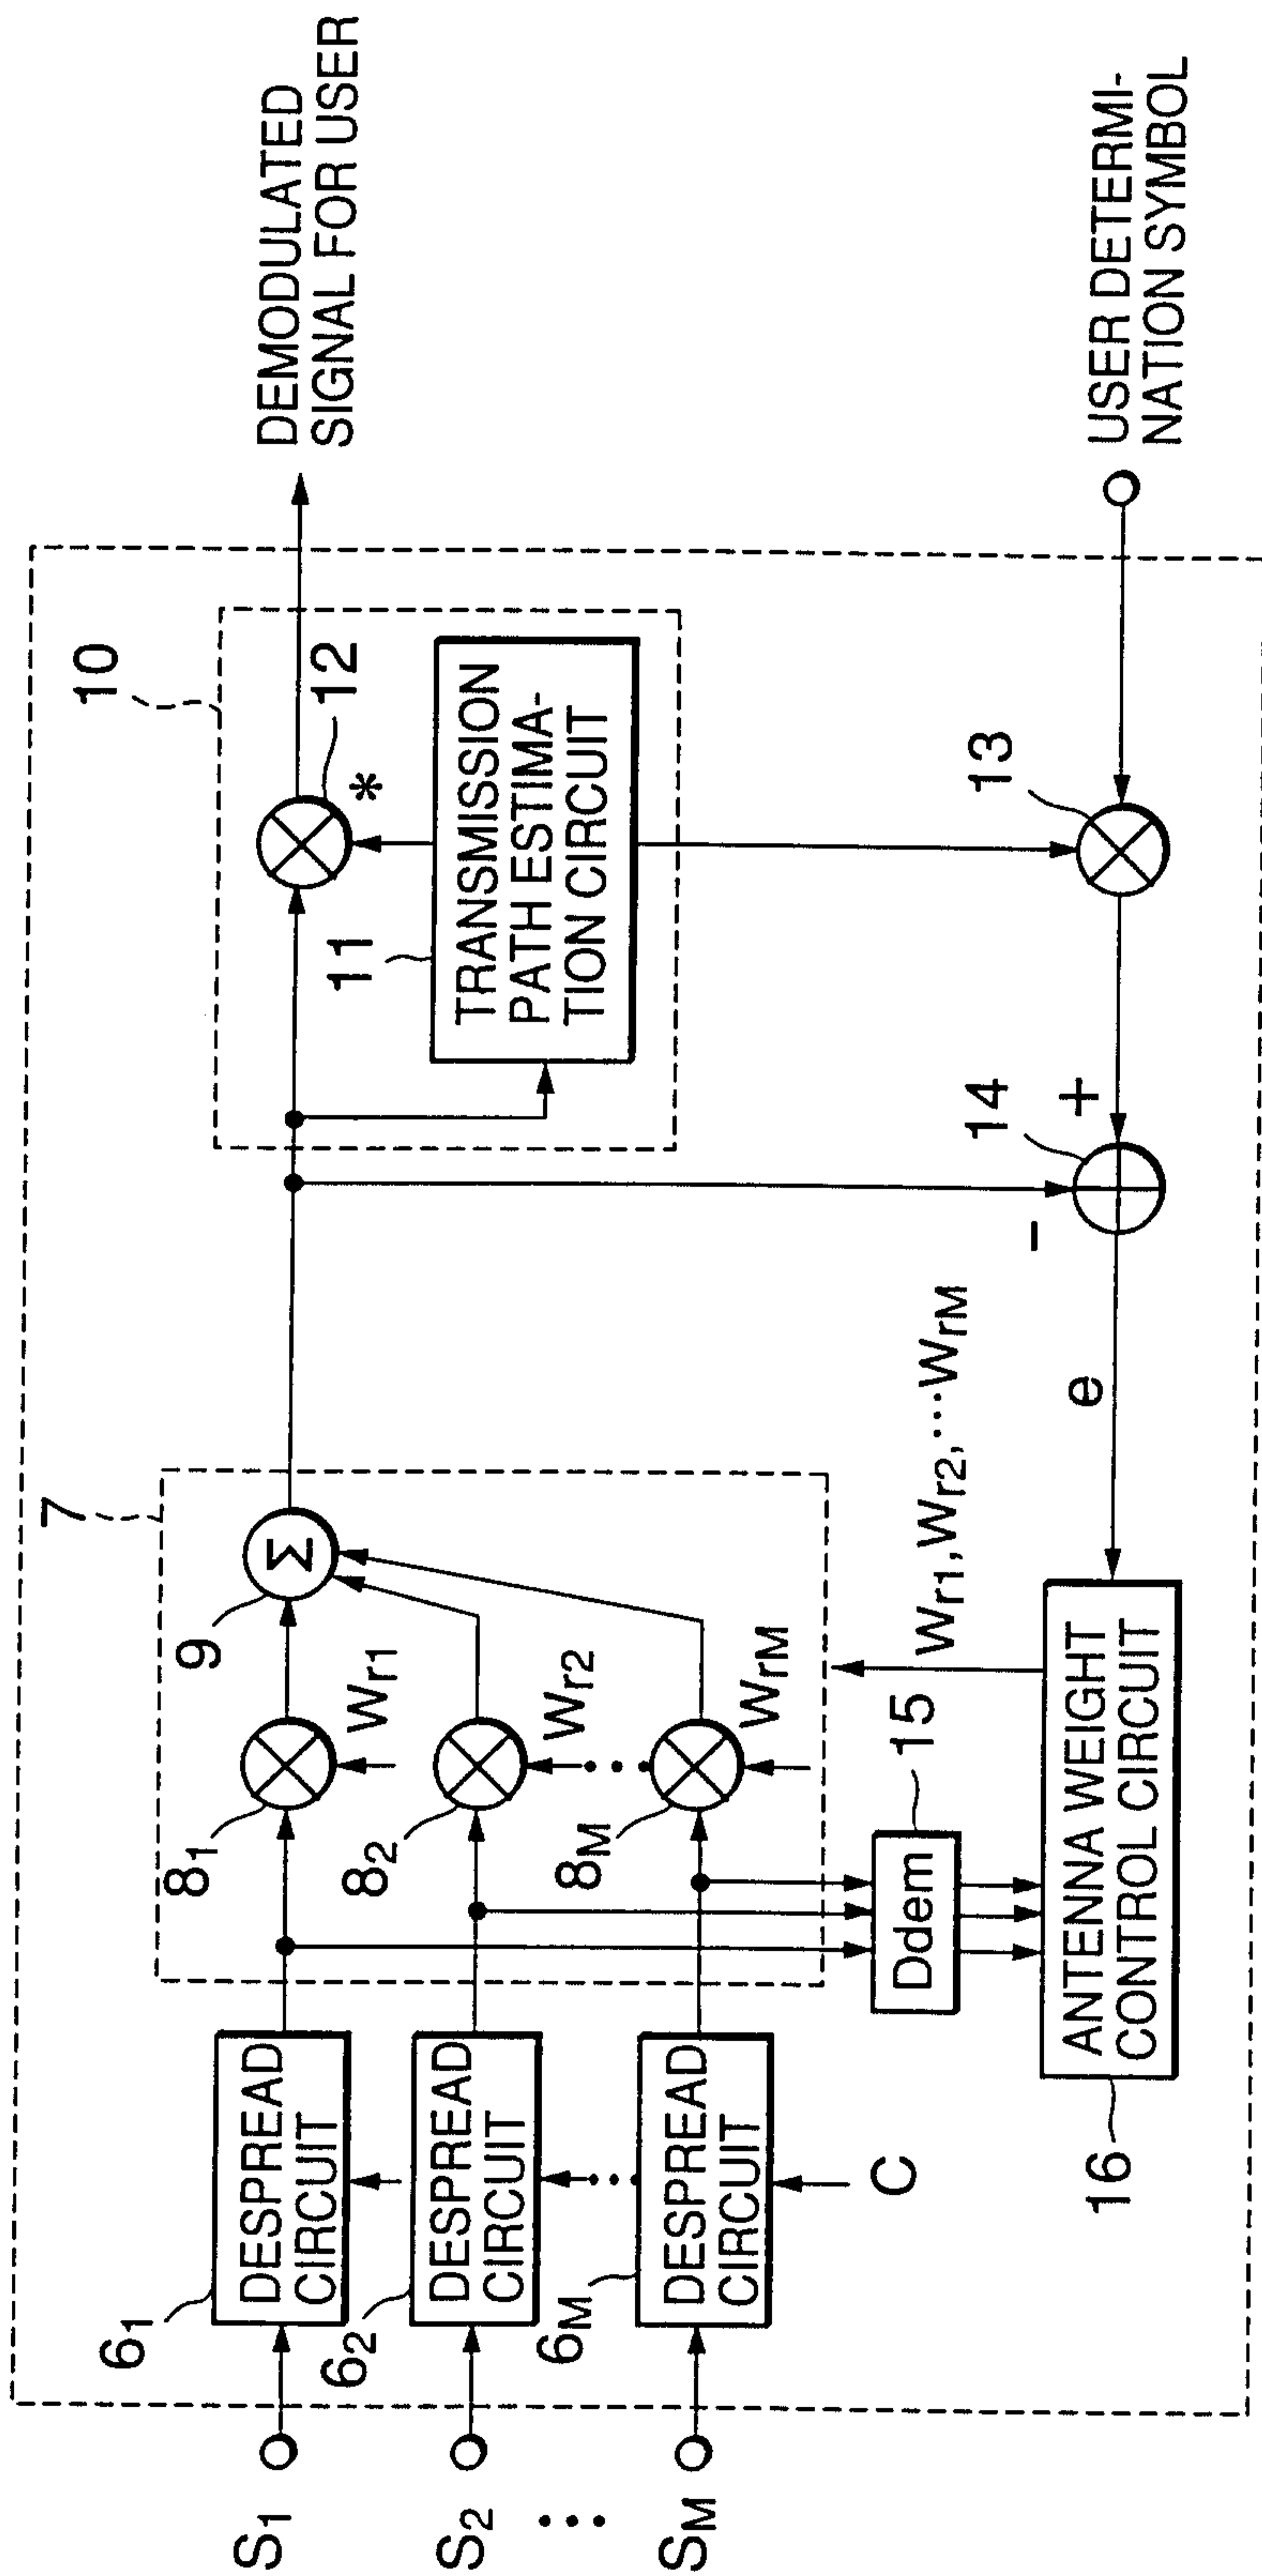 S1
S2
SM
61
DESPREAD
CIRCUIT
62
DESPREAD
CIRCUIT
6M
DESPREAD
CIRCUIT
C
7
81
Wr1
82
Wr2
8M
WrM
9
Σ
10
11
TRANSMISSION
PATH ESTIMA-
TION CIRCUIT
12
*
DEMODULATED
SIGNAL FOR USER
USER DETERMI-
NATION SYMBOL
13
14
+
-
e
15
Ddem
Wr1,Wr2,···WrM
16
ANTENNA WEIGHT
CONTROL CIRCUIT